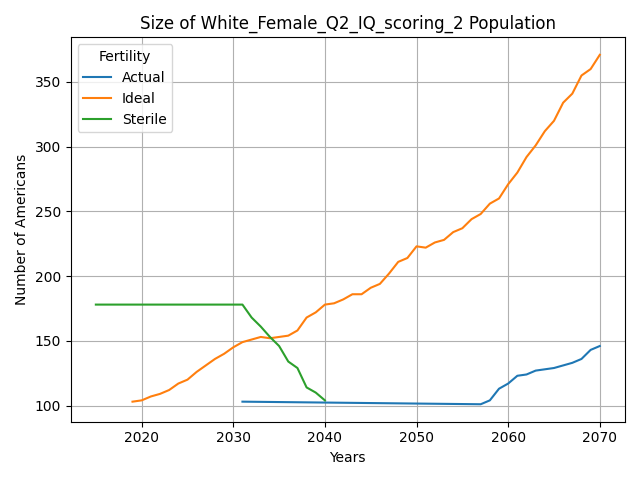 Size of White_Female_Q2_IQ_scoring_2 Population
Fertility
Actual
Ideal
Sterile
Number of Americans
350
300
250
200
150
100
2020 2030 2040 2050 2060 2070
Years